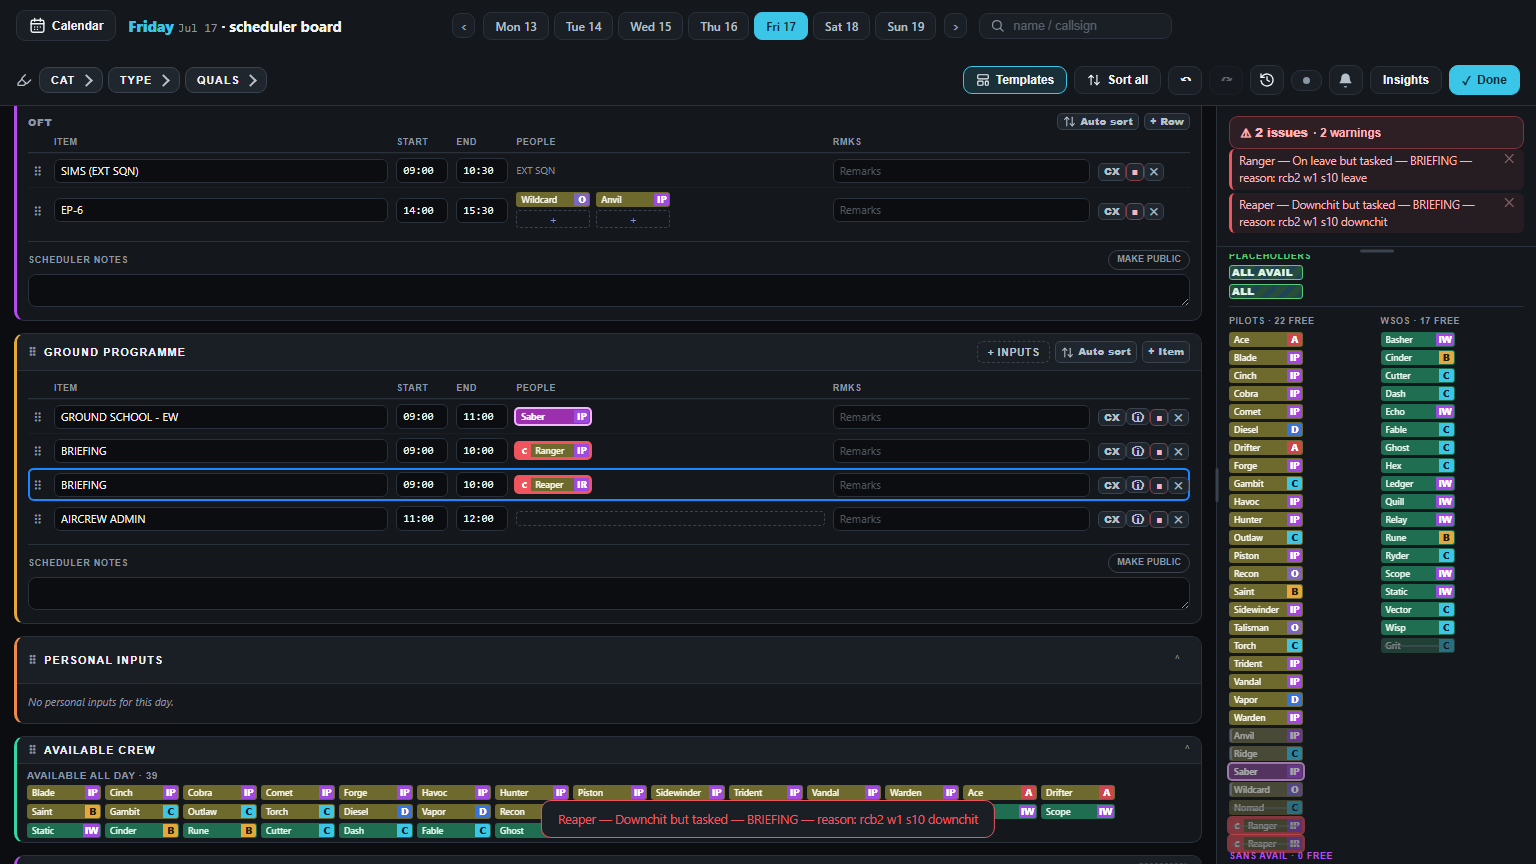 Calendar
Friday Jul 17 · scheduler board
‹ Mon 13 Tue 14 Wed 15 Thu 16 Fri 17 Sat 18 Sun 19 ›
name / callsign
CAT TYPE QUALS
Templates Sort all Insights ✓ Done
OFT
Auto sort + Row
ITEM START END PEOPLE RMKS
SIMS (EXT SQN) 09:00 10:30 EXT SQN Remarks CX
EP-6 14:00 15:30 Wildcard O Anvil IP Remarks CX
+ +
SCHEDULER NOTES MAKE PUBLIC
GROUND PROGRAMME + INPUTS Auto sort + Item
ITEM START END PEOPLE RMKS
GROUND SCHOOL - EW 09:00 11:00 Saber IP Remarks CX
BRIEFING 09:00 10:00 c Ranger IP Remarks CX
BRIEFING 09:00 10:00 c Reaper IR Remarks CX
AIRCREW ADMIN 11:00 12:00 Remarks CX
SCHEDULER NOTES MAKE PUBLIC
PERSONAL INPUTS
No personal inputs for this day.
AVAILABLE CREW
AVAILABLE ALL DAY · 39
Blade IP Cinch IP Cobra IP Comet IP Forge IP Havoc IP Hunter IP Piston IP Sidewinder IP Trident IP Vandal IP Warden IP Ace A Drifter A
Saint B Gambit C Outlaw C Torch C Diesel D Vapor D Recon IW Scope IW
Static IW Cinder B Rune B Cutter C Dash C Fable C Ghost
Reaper — Downchit but tasked — BRIEFING — reason: rcb2 w1 s10 downchit
⚠ 2 issues · 2 warnings
Ranger — On leave but tasked — BRIEFING —
reason: rcb2 w1 s10 leave
Reaper — Downchit but tasked — BRIEFING —
reason: rcb2 w1 s10 downchit
PLACEHOLDERS
ALL AVAIL
ALL
PILOTS · 22 FREE
Ace A
Blade IP
Cinch IP
Cobra IP
Comet IP
Diesel D
Drifter A
Forge IP
Gambit C
Havoc IP
Hunter IP
Outlaw C
Piston IP
Recon O
Saint B
Sidewinder IP
Talisman O
Torch C
Trident IP
Vandal IP
Vapor D
Warden IP
Anvil IP
Ridge C
Saber IP
Wildcard O
Nomad C
c Ranger IP
c Reaper IR
WSOS · 17 FREE
Basher IW
Cinder B
Cutter C
Dash C
Echo IW
Fable C
Ghost C
Hex C
Ledger IW
Quill IW
Relay IW
Rune B
Ryder C
Scope IW
Static IW
Vector C
Wisp C
Grit C
SANS AVAIL · 0 FREE